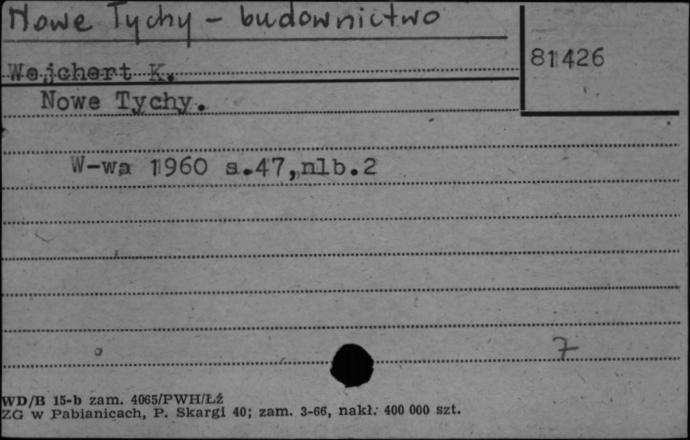 Nowe Tychy - budownictwo
81426
Wejchert K.
Nowe Tychy.
W-wa 1960 s.47,nlb.2
7
WD/B 15-b zam. 4065/PWH/ŁŻ
ZG w Pabianicach, P. Skargi 40; zam. 3-66, nakł. 400 000 szt.